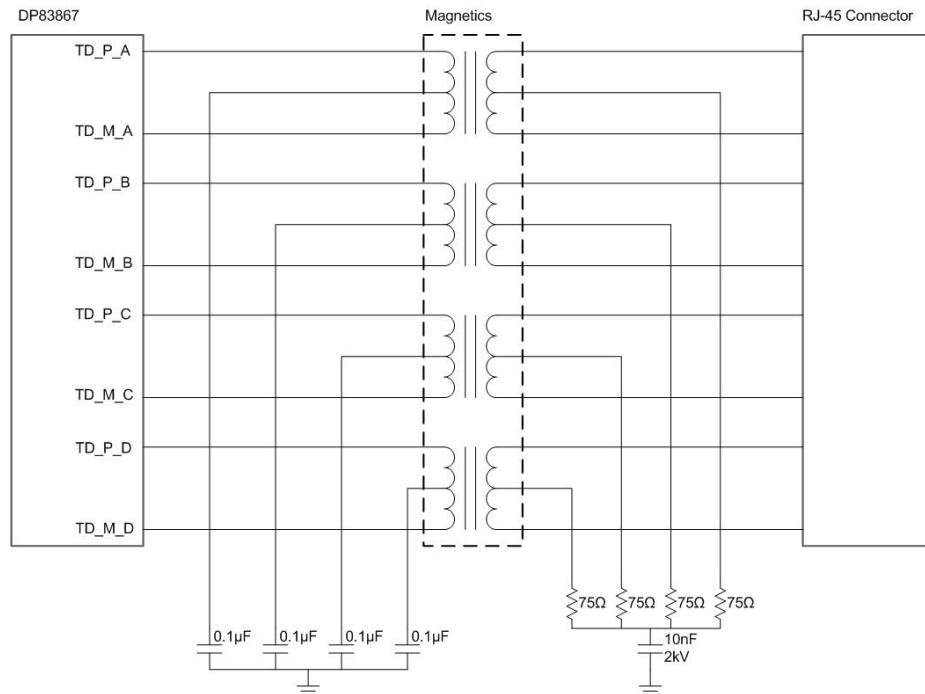 DP83867
Magnetics
RJ-45 Connector
TD_P_A
TD_M_A
TD_P_B
TD_M_B
TD_P_C
TD_M_C
TD_P_D
TD_M_D
75Ω 75Ω 75Ω 75Ω
0.1µF 0.1µF 0.1µF 0.1µF
10nF
2kV